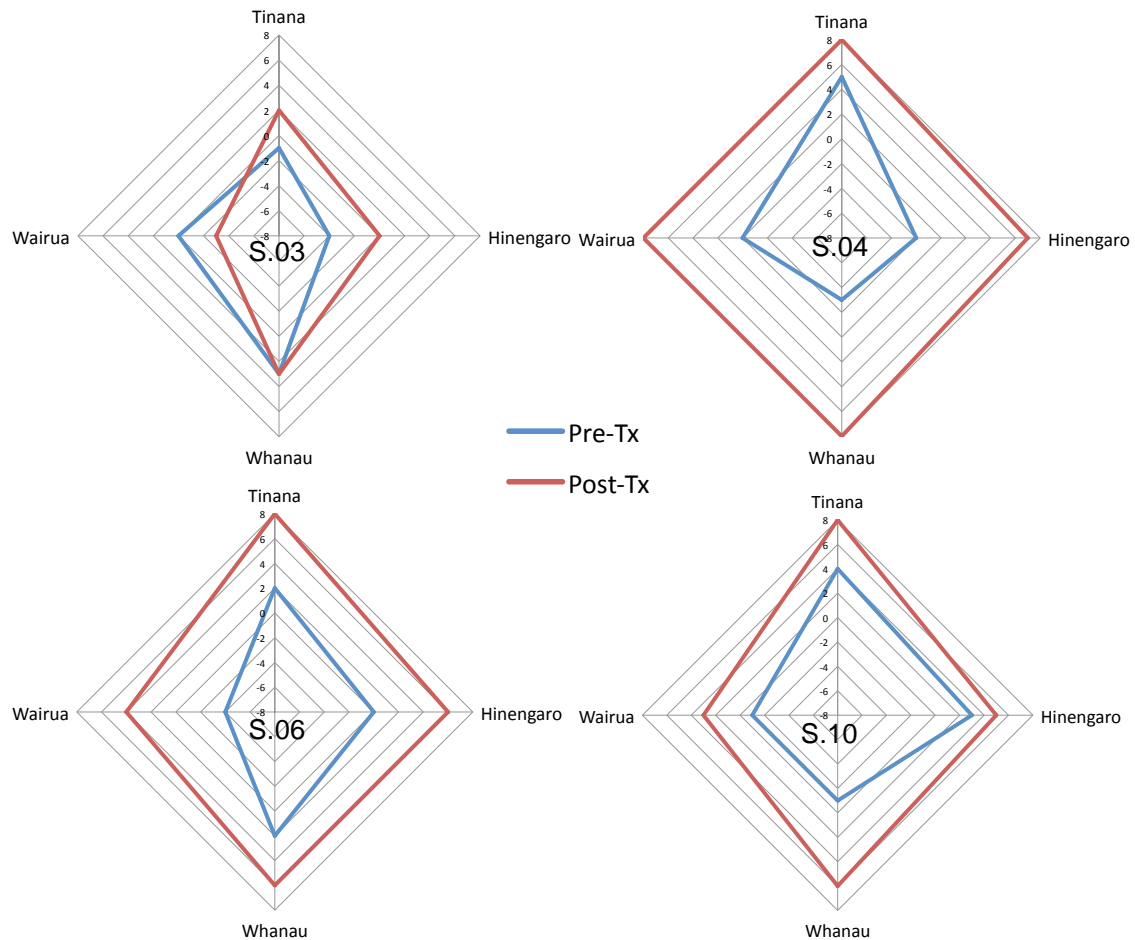 Tinana
8
6
4
2
0
-2
-4
-6
-8
Wairua
Hinengaro
S.03
Whanau
Tinana
8
6
4
2
0
-2
-4
-6
-8
Wairua
Hinengaro
S.04
Whanau
Pre-Tx
Post-Tx
Tinana
8
6
4
2
0
-2
-4
-6
-8
Wairua
Hinengaro
S.06
Whanau
Tinana
8
6
4
2
0
-2
-4
-6
-8
Wairua
Hinengaro
S.10
Whanau